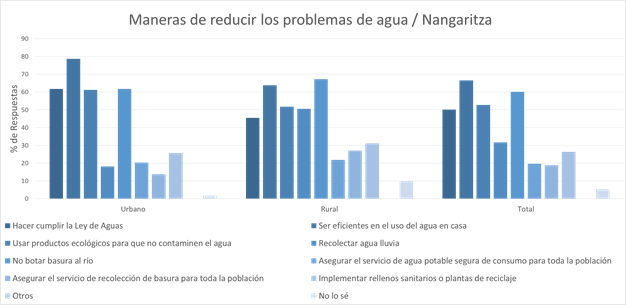 Maneras de reducir los problemas de agua / Nangaritza
% de Respuestas
90
80
70
60
50
40
30
20
10
0
Urbano Rural Total
Hacer cumplir la Ley de Aguas
Ser eficientes en el uso del agua en casa
Usar productos ecológicos para que no contaminen el agua
Recolectar agua lluvia
No botar basura al río
Asegurar el servicio de agua potable segura de consumo para toda la población
Asegurar el servicio de recolección de basura para toda la población
Implementar rellenos sanitarios o plantas de reciclaje
Otros
No lo sé